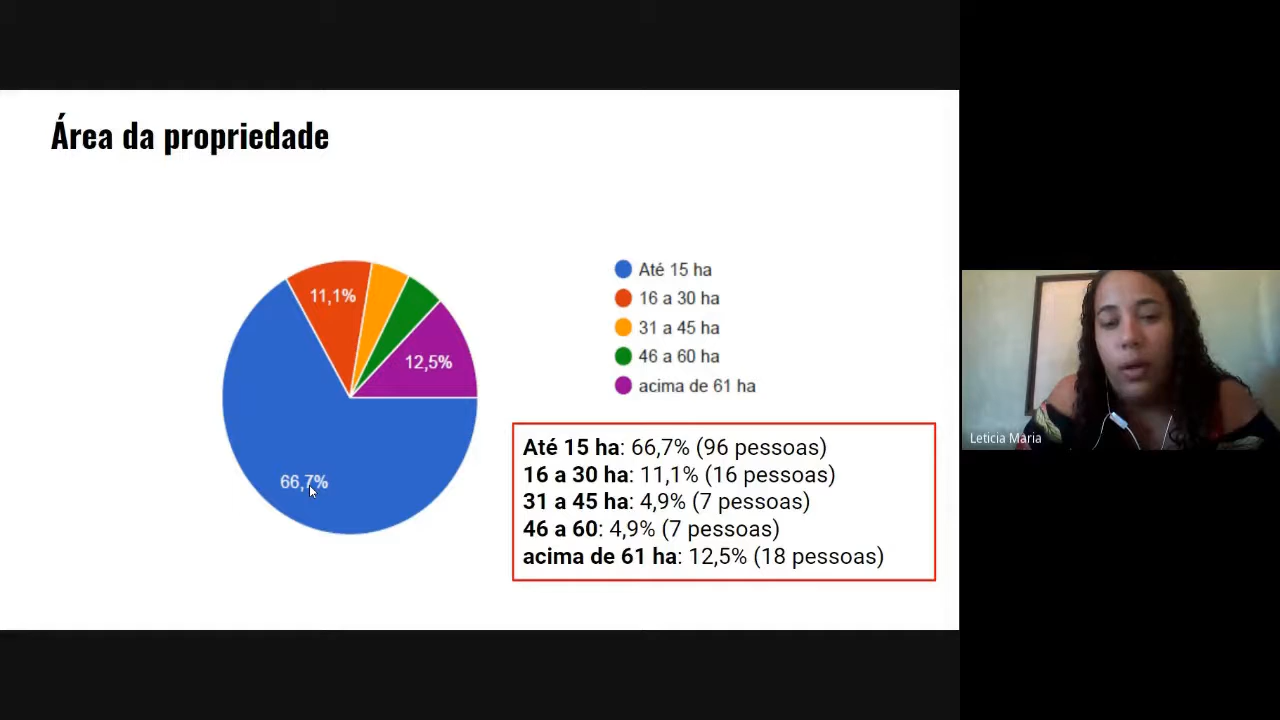 Área da propriedade
11,1%
12,5%
66,7%
Até 15 ha
16 a 30 ha
31 a 45 ha
46 a 60 ha
acima de 61 ha
Até 15 ha: 66,7% (96 pessoas)
16 a 30 ha: 11,1% (16 pessoas)
31 a 45 ha: 4,9% (7 pessoas)
46 a 60: 4,9% (7 pessoas)
acima de 61 ha: 12,5% (18 pessoas)
Leticia Maria